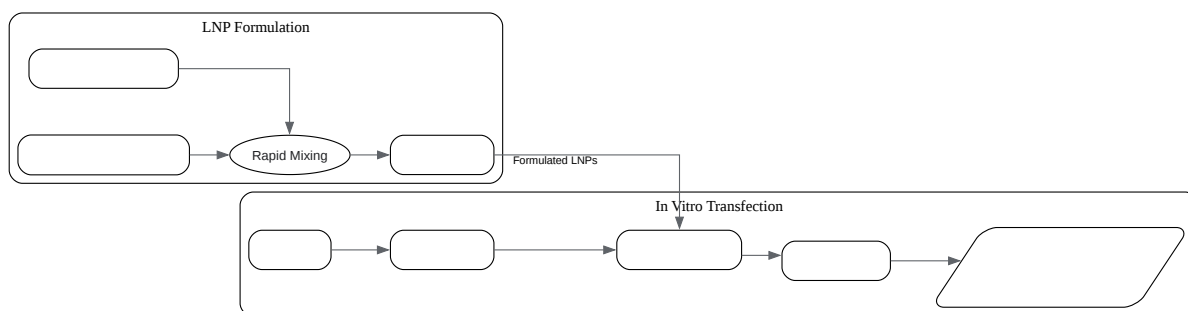 LNP Formulation
Rapid Mixing
Formulated LNPs
In Vitro Transfection